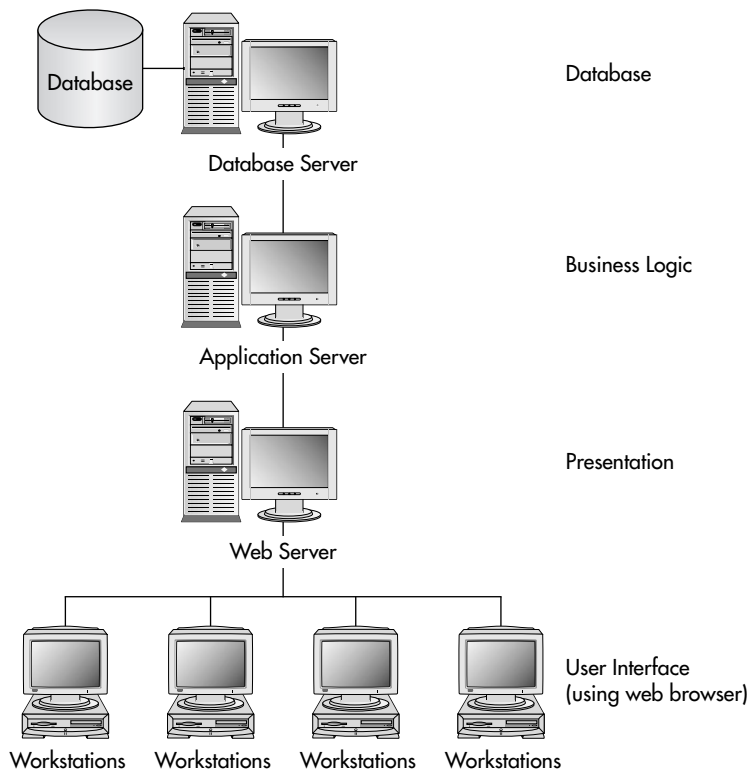 Database
Database
Database Server
Business Logic
Application Server
Presentation
Web Server
User Interface
(using web browser)
Workstations Workstations Workstations Workstations